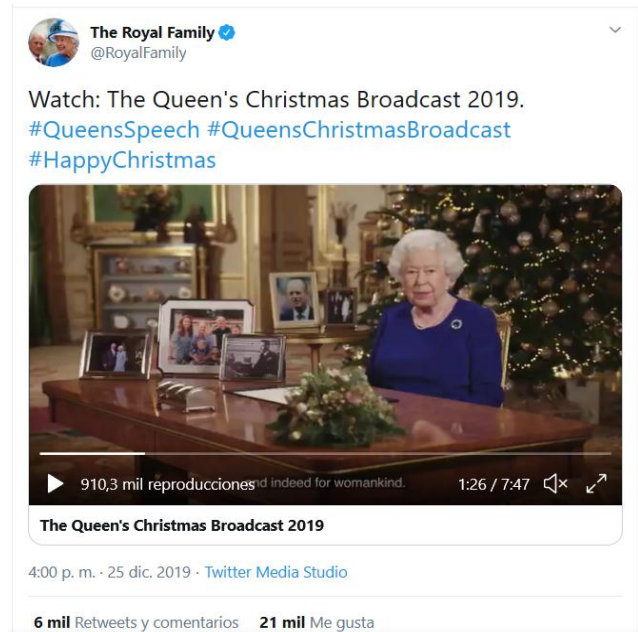 The Royal Family
@RoyalFamily
Watch: The Queen's Christmas Broadcast 2019.
#QueensSpeech #QueensChristmasBroadcast
#HappyChristmas
910,3 mil reproducciones nd indeed for womankind. 1:26 / 7:47
The Queen's Christmas Broadcast 2019
4:00 p. m. · 25 dic. 2019 · Twitter Media Studio
6 mil Retweets y comentarios 21 mil Me gusta